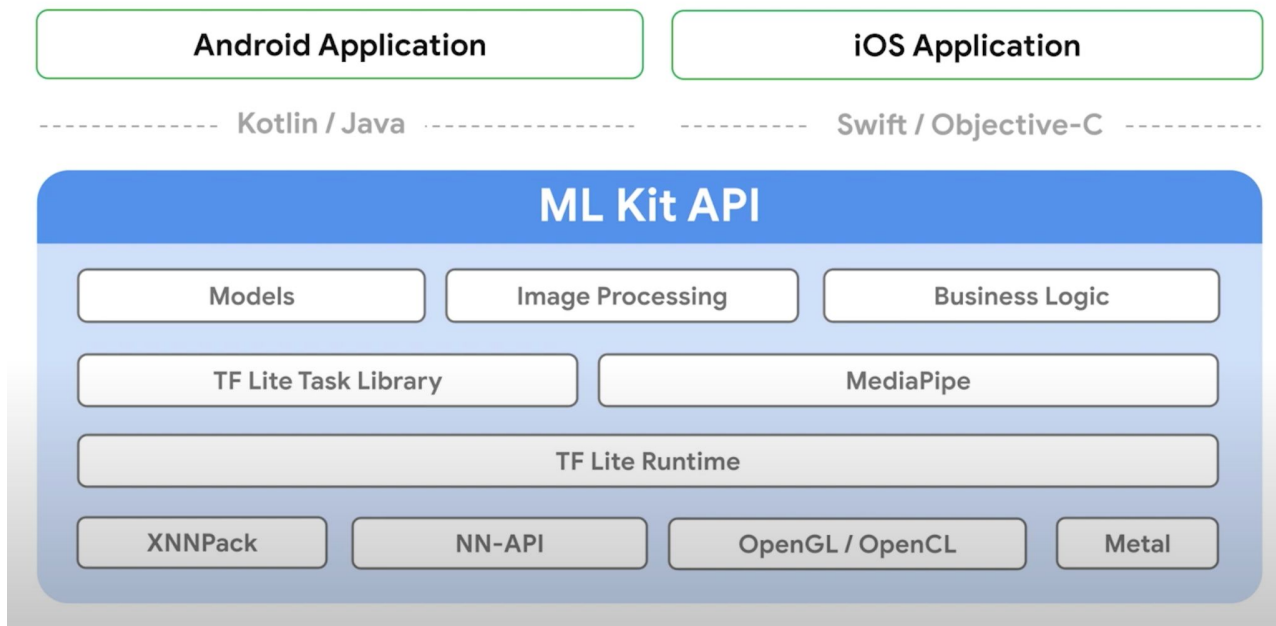 Android Application
iOS Application
Kotlin / Java
Swift / Objective-C
ML Kit API
Models
Image Processing
Business Logic
TF Lite Task Library
MediaPipe
TF Lite Runtime
XNNPack
NN-API
OpenGL / OpenCL
Metal